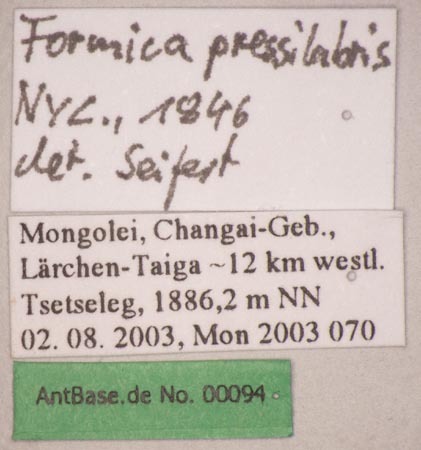 Formica pressilabris
NYL., 1846
det. Seifert
Mongolei, Changai-Geb.,
Lärchen-Taiga ~12 km westl.
Tsetseleg, 1886,2 m NN
02. 08. 2003, Mon 2003 070
AntBase.de No. 00094